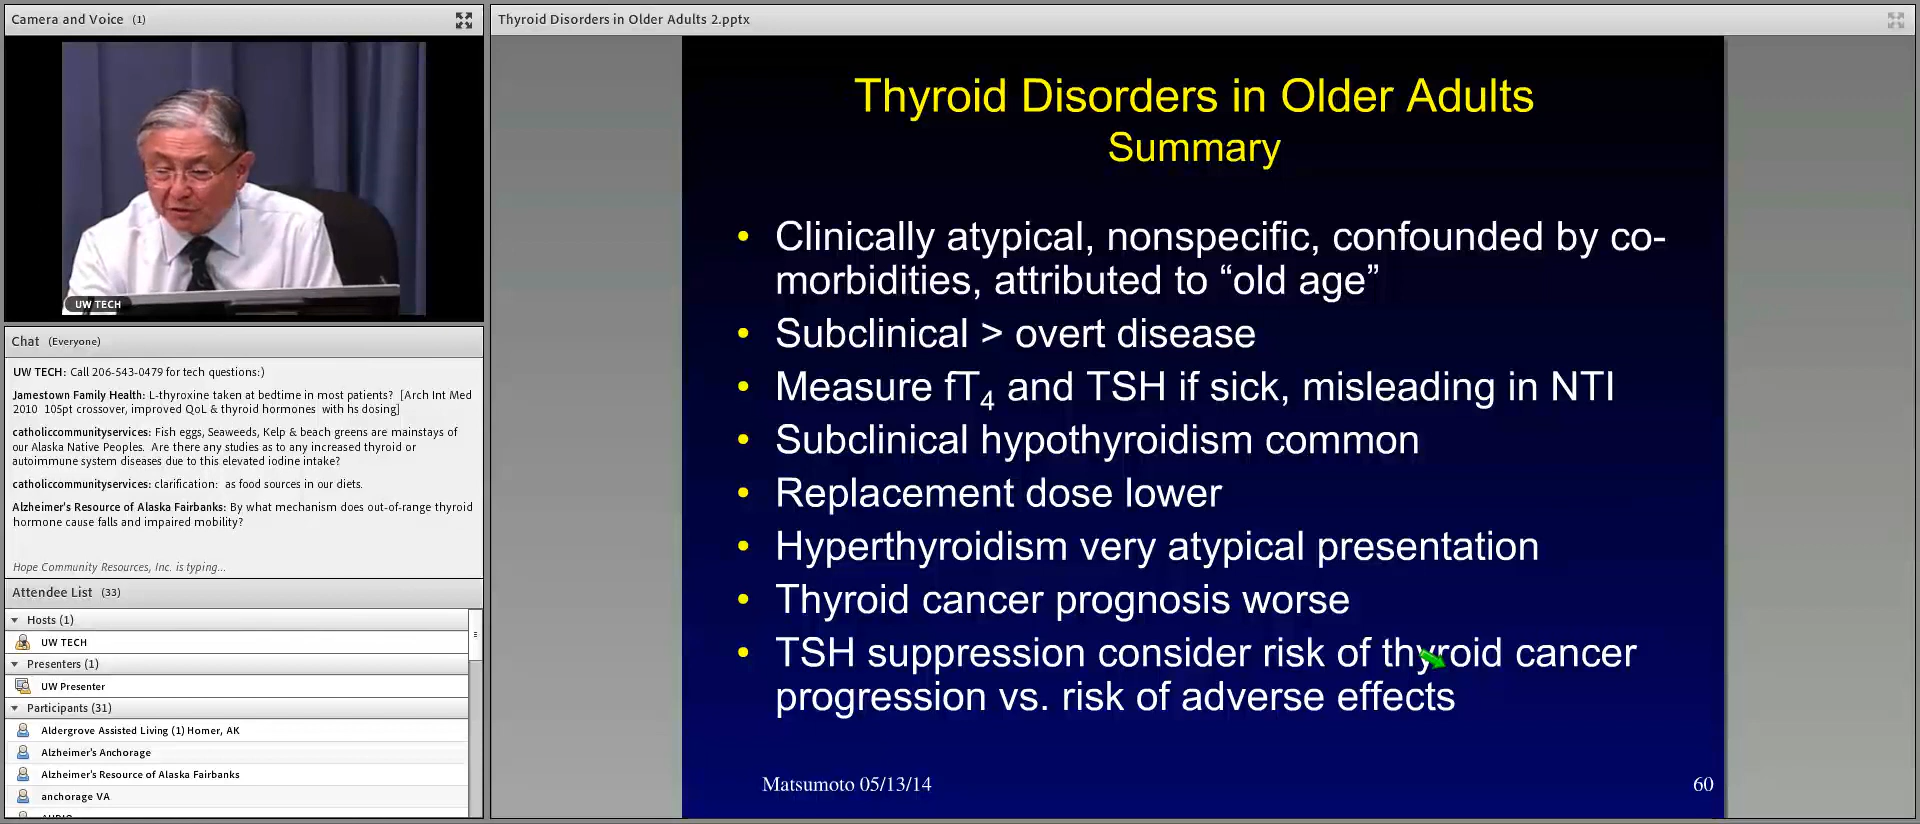 Camera and Voice (1)
UW TECH
Chat (Everyone)
UW TECH: Call 206-543-0479 for tech questions:)
Jamestown Family Health: L-thyroxine taken at bedtime in most patients? [Arch Int Med
2010 105pt crossover, improved QoL & thyroid hormones with hs dosing]
catholiccommunityservices: Fish eggs, Seaweeds, Kelp & beach greens are mainstays of
our Alaska Native Peoples. Are there any studies as to any increased thyroid or
autoimmune system diseases due to this elevated iodine intake?
catholiccommunityservices: clarification: as food sources in our diets.
Alzheimer's Resource of Alaska Fairbanks: By what mechanism does out-of-range thyroid
hormone cause falls and impaired mobility?
Hope Community Resources, Inc. is typing...
Attendee List (33)
Hosts (1)
UW TECH
Presenters (1)
UW Presenter
Participants (31)
Aldergrove Assisted Living (1) Homer, AK
Alzheimer's Anchorage
Alzheimer's Resource of Alaska Fairbanks
anchorage VA
Thyroid Disorders in Older Adults 2.pptx
Thyroid Disorders in Older Adults
Summary
• Clinically atypical, nonspecific, confounded by co-
morbidities, attributed to “old age”
• Subclinical > overt disease
• Measure fT4 and TSH if sick, misleading in NTI
• Subclinical hypothyroidism common
• Replacement dose lower
• Hyperthyroidism very atypical presentation
• Thyroid cancer prognosis worse
• TSH suppression consider risk of thyroid cancer
progression vs. risk of adverse effects
Matsumoto 05/13/14
60